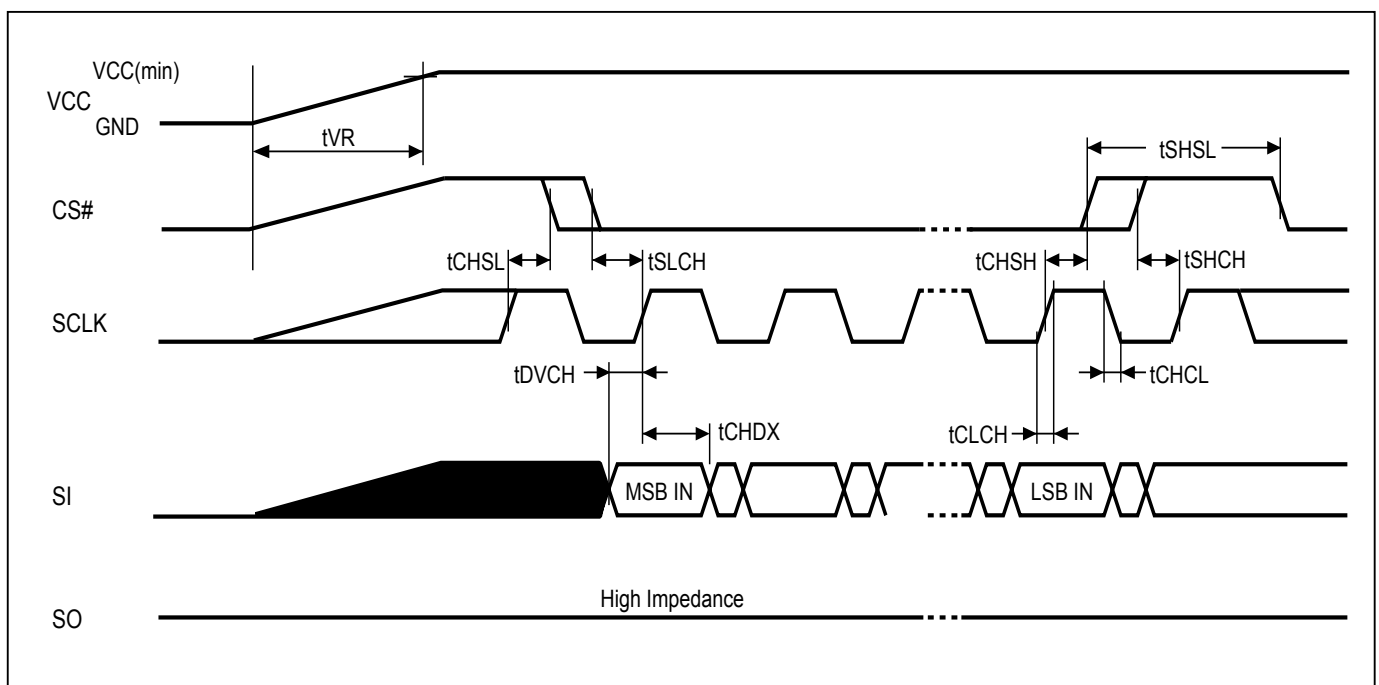 VCC(min)
VCC
GND
tVR
tSHSL
CS#
tCHSL
tSLCH
tCHSH
tSHCH
SCLK
tDVCH
tCHCL
tCHDX
tCLCH
SI
MSB IN
LSB IN
High Impedance
SO